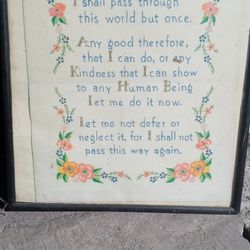 I shall pass through
this world but once.
Any good therefore,
that I can do, or any
Kindness that I can show
to any Human Being
Let me do it now.
Let me not defer or
neglect it, for I shall not
pass this way again.